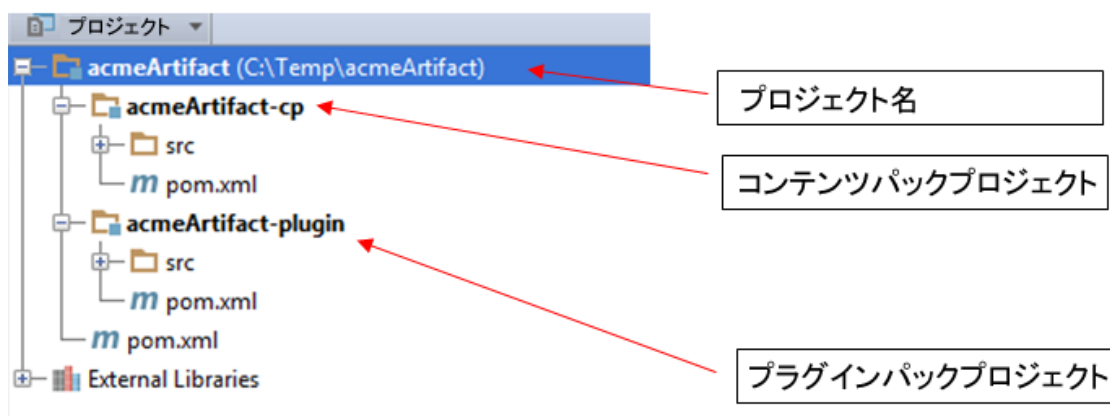 プロジェクト
acmeArtifact (C:\Temp\acmeArtifact)
プロジェクト名
acmeArtifact-cp
src
コンテンツパックプロジェクト
m pom.xml
acmeArtifact-plugin
src
m pom.xml
m pom.xml
プラグインパックプロジェクト
External Libraries